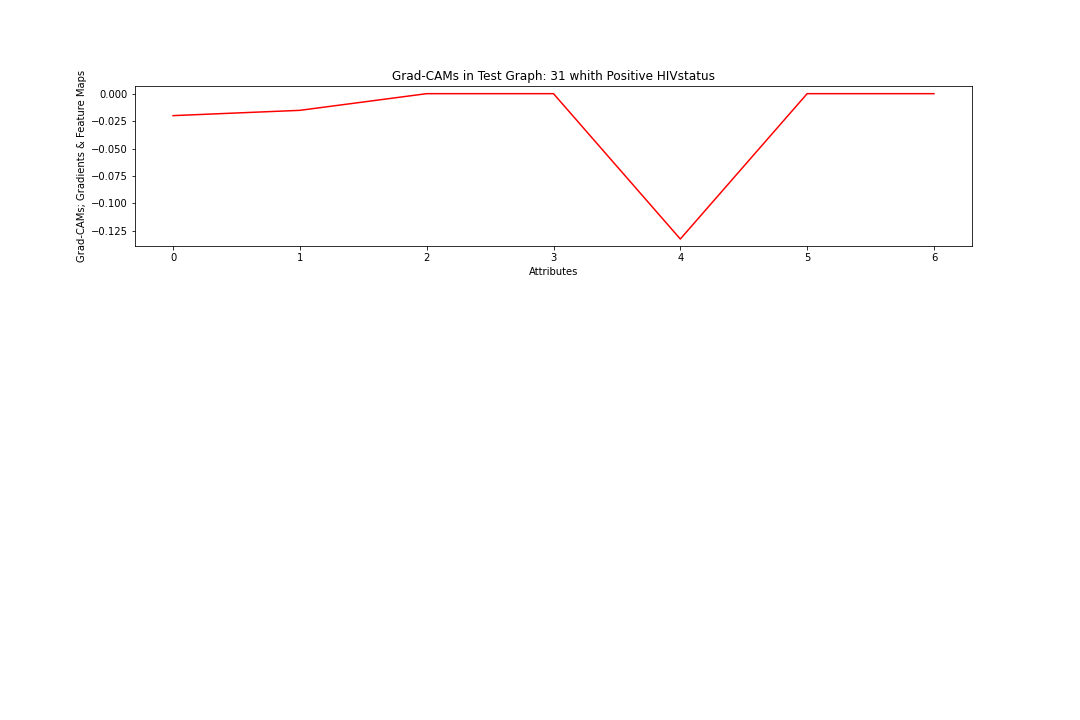 Grad-CAMs in Test Graph: 31 whith Positive HIVstatus
Grad-CAMs; Gradients & Feature Maps
0.000
−0.025
−0.050
−0.075
−0.100
−0.125
0 1 2 3 4 5 6
Attributes